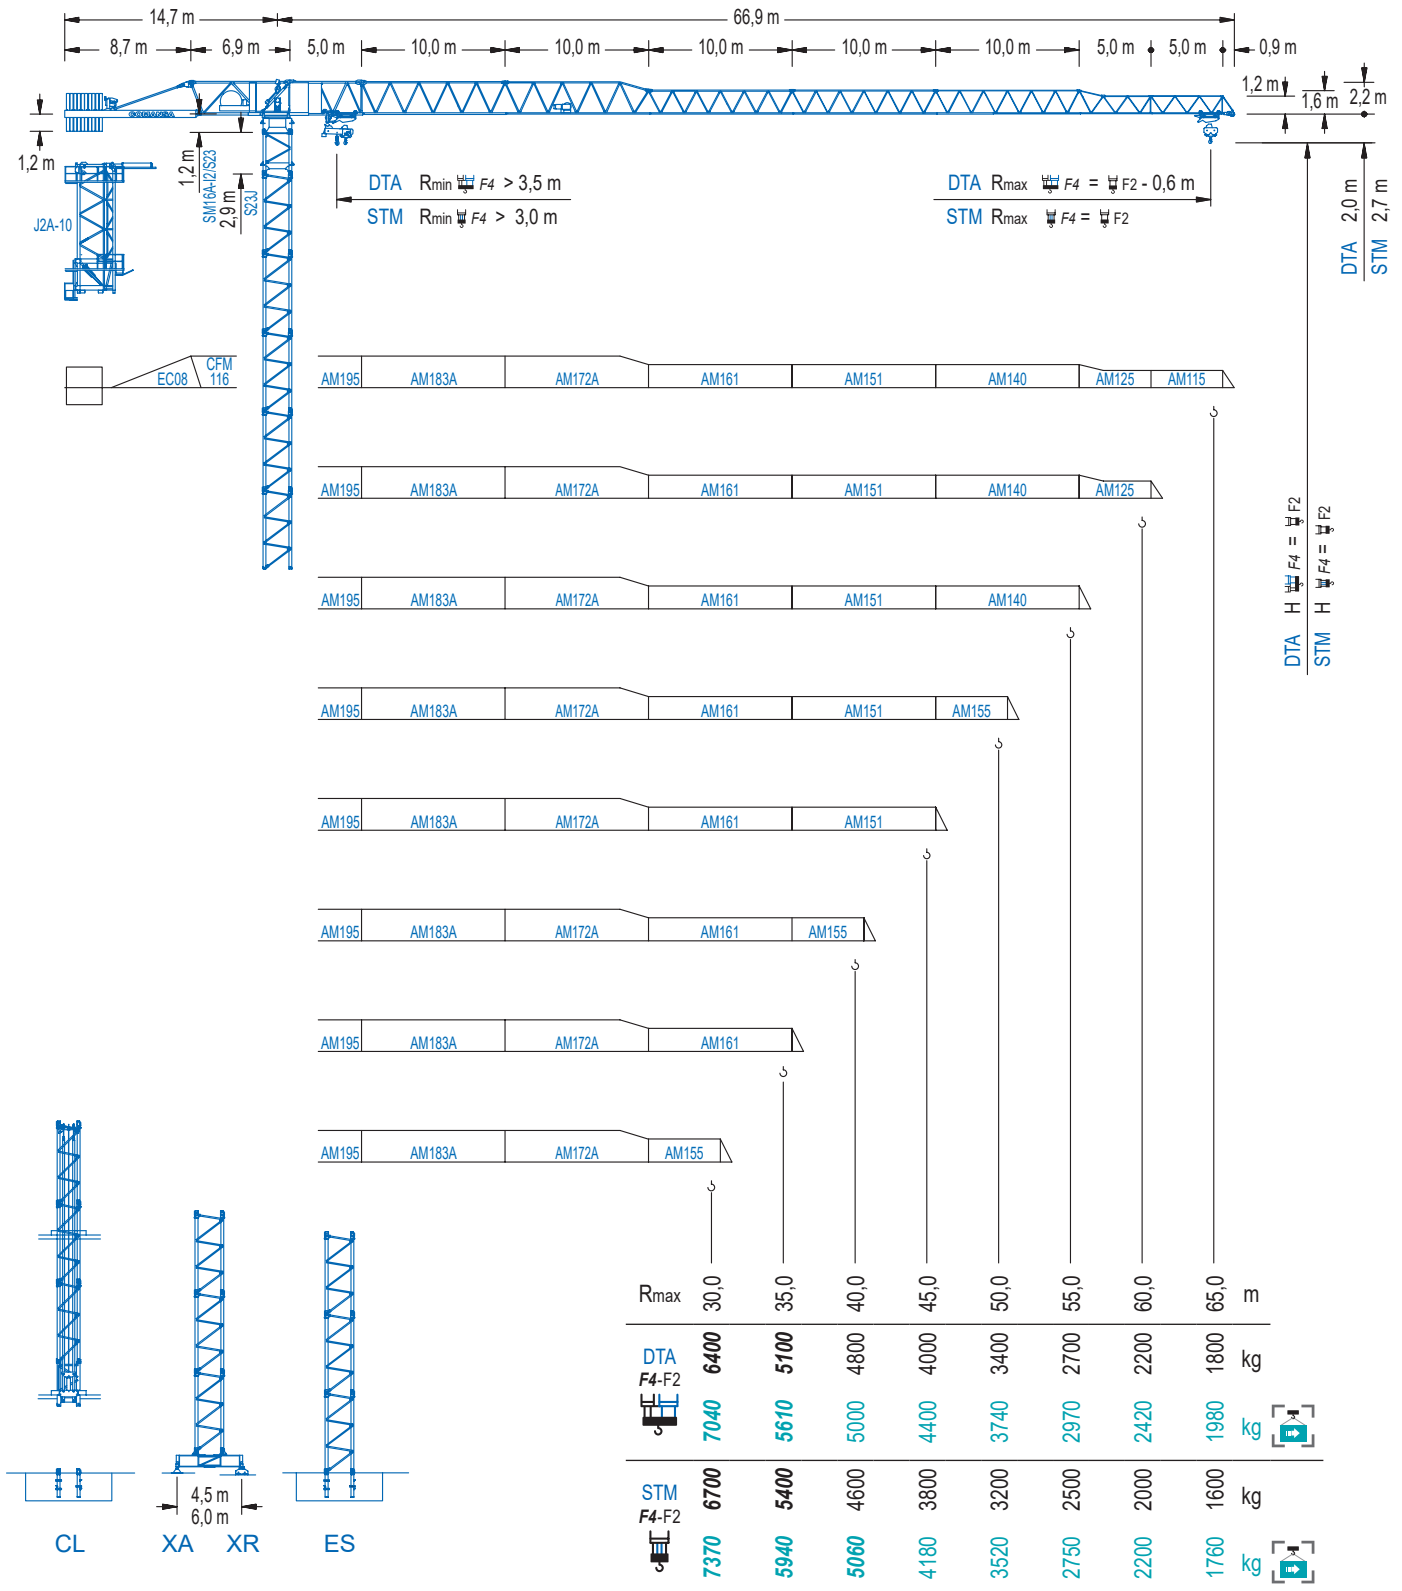 14,7 m 66,9 m
8,7 m 6,9 m 5,0 m 10,0 m 10,0 m 10,0 m 10,0 m 10,0 m 5,0 m 5,0 m 0,9 m
1,2 m 1,6 m 2,2 m
COMANSA
1,2 m
1,2 m
SM16A-I2/S23
2,9 m
S23J
J2A-10
DTA Rmin F4 > 3,5 m
STM Rmin F4 > 3,0 m
DTA Rmax F4 = F2 - 0,6 m
STM Rmax F4 = F2
DTA 2,0 m
STM 2,7 m
EC08 CFM 116
AM195 AM183A AM172A AM161 AM151 AM140 AM125 AM115
AM195 AM183A AM172A AM161 AM151 AM140 AM125
DTA H F4 = F2
STM H F4 = F2
AM195 AM183A AM172A AM161 AM151 AM140
AM195 AM183A AM172A AM161 AM151 AM155
AM195 AM183A AM172A AM161 AM151
AM195 AM183A AM172A AM161 AM155
AM195 AM183A AM172A AM161
AM195 AM183A AM172A AM155
Rmax 30,0 35,0 40,0 45,0 50,0 55,0 60,0 65,0 m
DTA 6400 5100 4800 4000 3400 2700 2200 1800 kg
F4-F2
7040 5610 5000 4400 3740 2970 2420 1980 kg
STM 6700 5400 4600 3800 3200 2500 2000 1600 kg
F4-F2
7370 5940 5060 4180 3520 2750 2200 1760 kg
4,5 m
6,0 m
CL XA XR ES